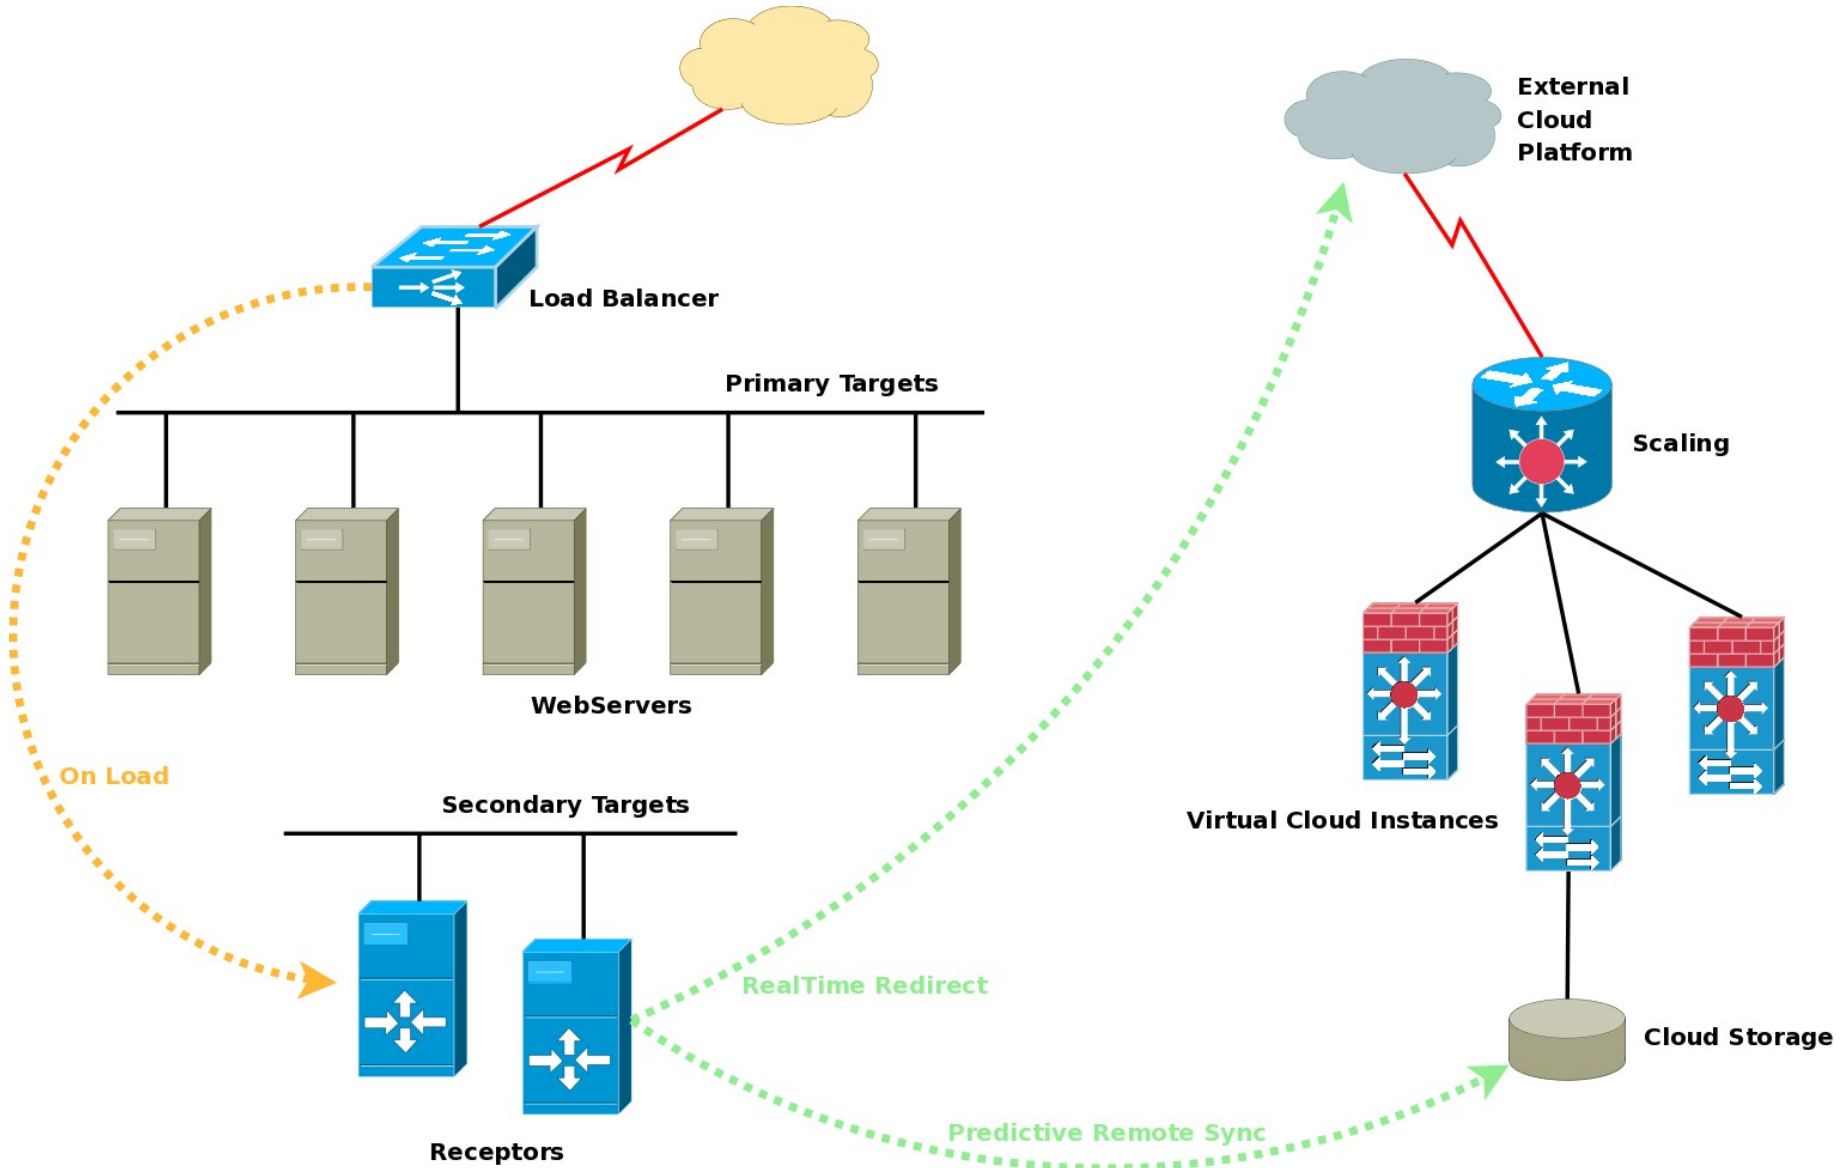 External
Cloud
Platform
Load Balancer
Primary Targets
Scaling
WebServers
On Load
Secondary Targets
Virtual Cloud Instances
RealTime Redirect
Cloud Storage
Predictive Remote Sync
Receptors